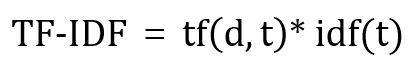 TF-IDF = tf(d,t)* idf(t)